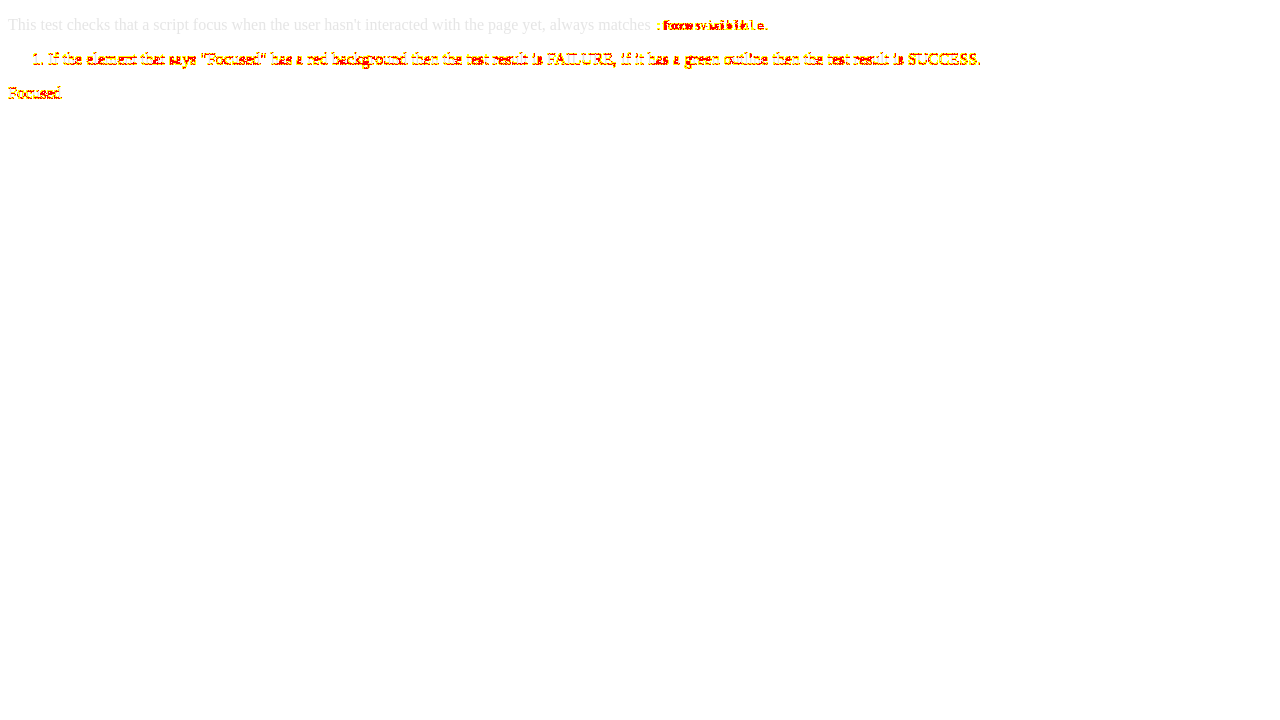 This test checks that a script focus when the user hasn't interacted with the page yet, always matches :focus-visible.
1. If the element that says "Focused" has a red background then the test result is FAILURE, if it has a green outline then the test result is SUCCESS.
Focused